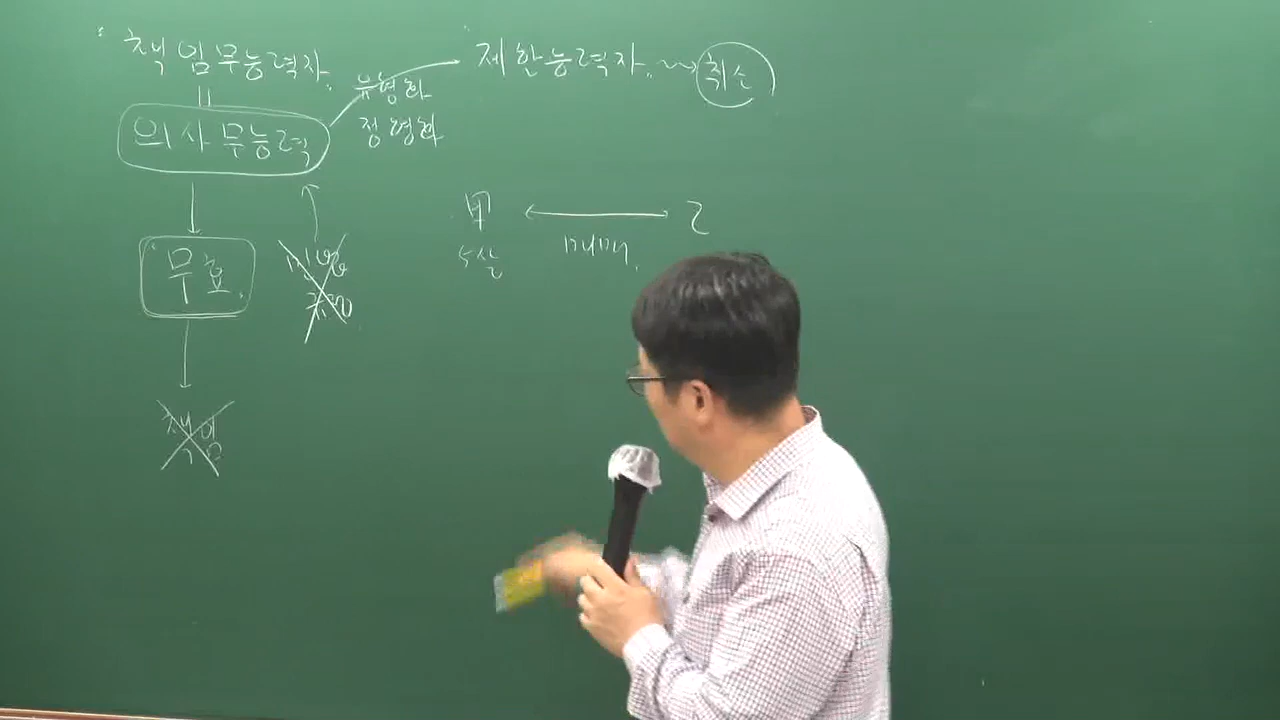 책임무능력자.
=
의사무능력
무효.
책임
유형화
정형화
제한능력자. → 취소
甲 ↔ 乙
5살 매매.